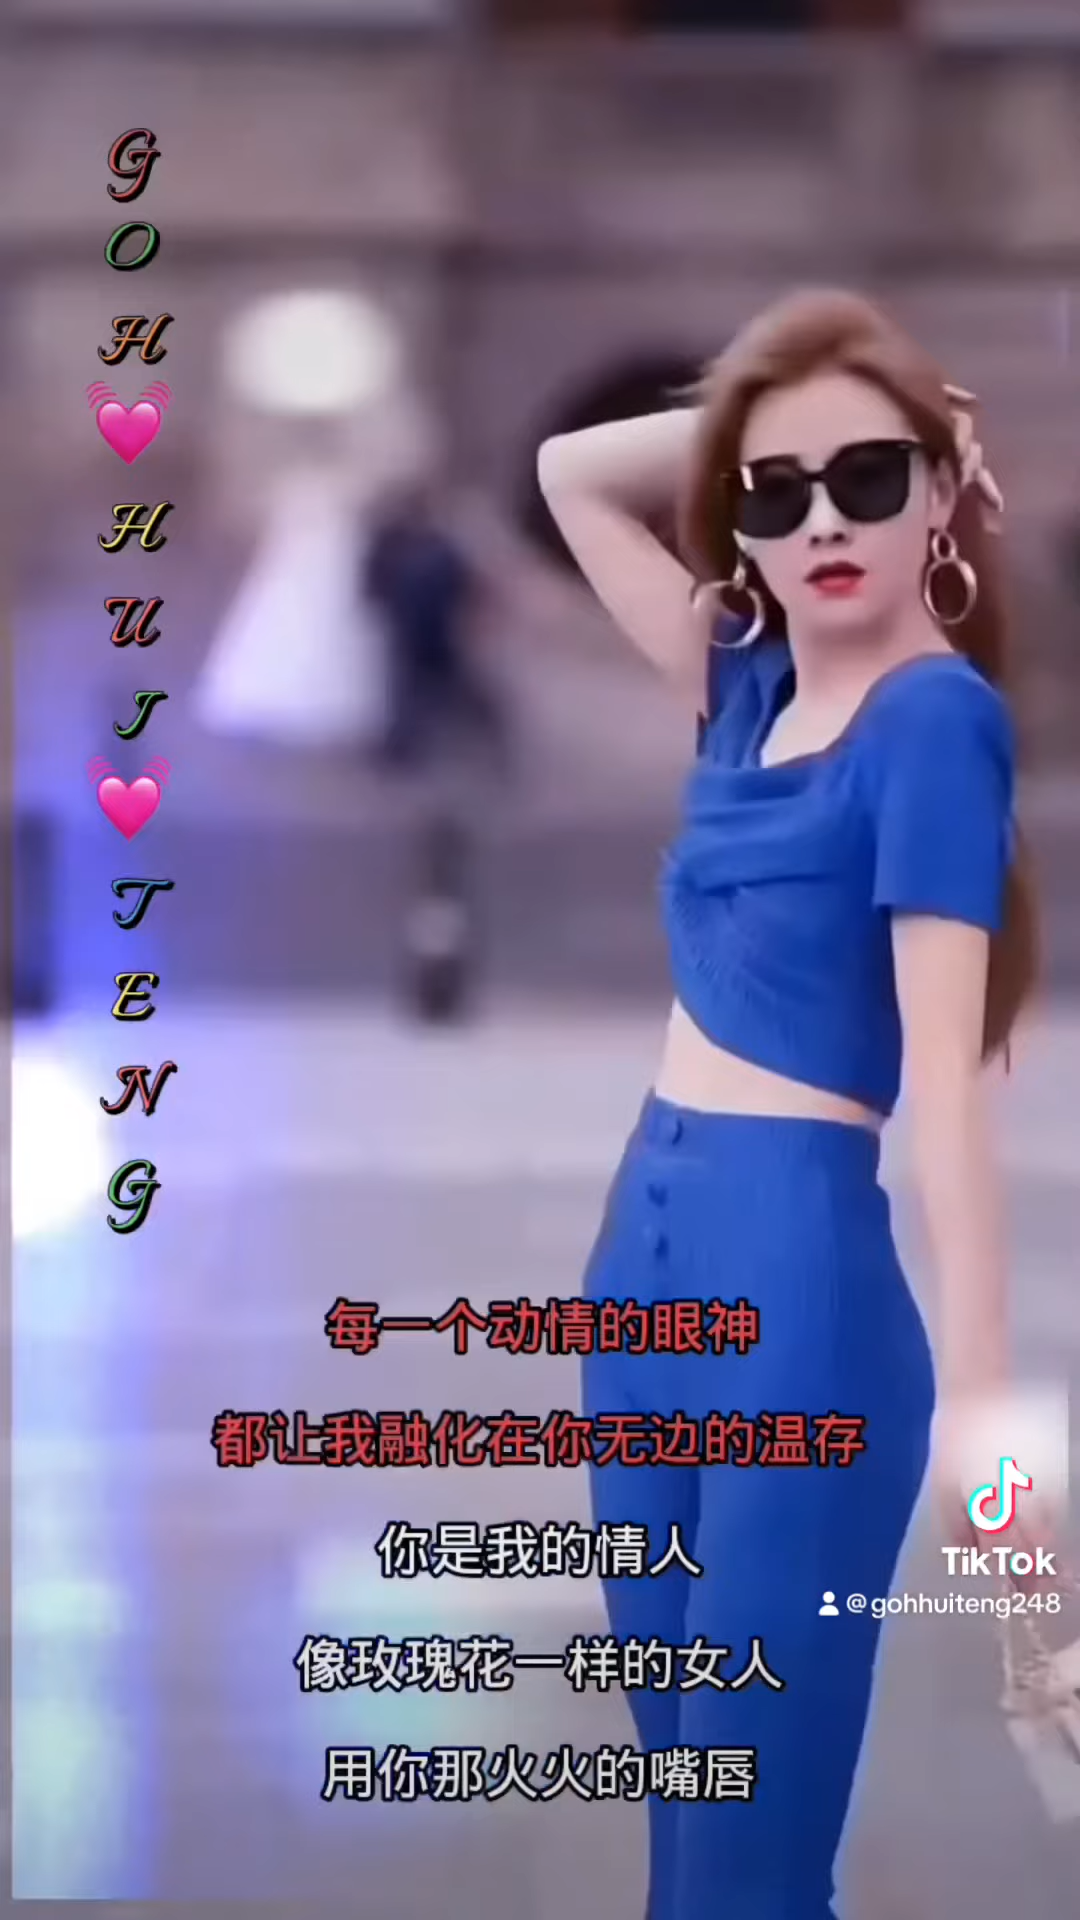 GOH💓HUI💓TENG
每一个动情的眼神
都让我融化在你无边的温存
你是我的情人
像玫瑰花一样的女人
用你那火火的嘴唇
TikTok
@gohhuiteng248